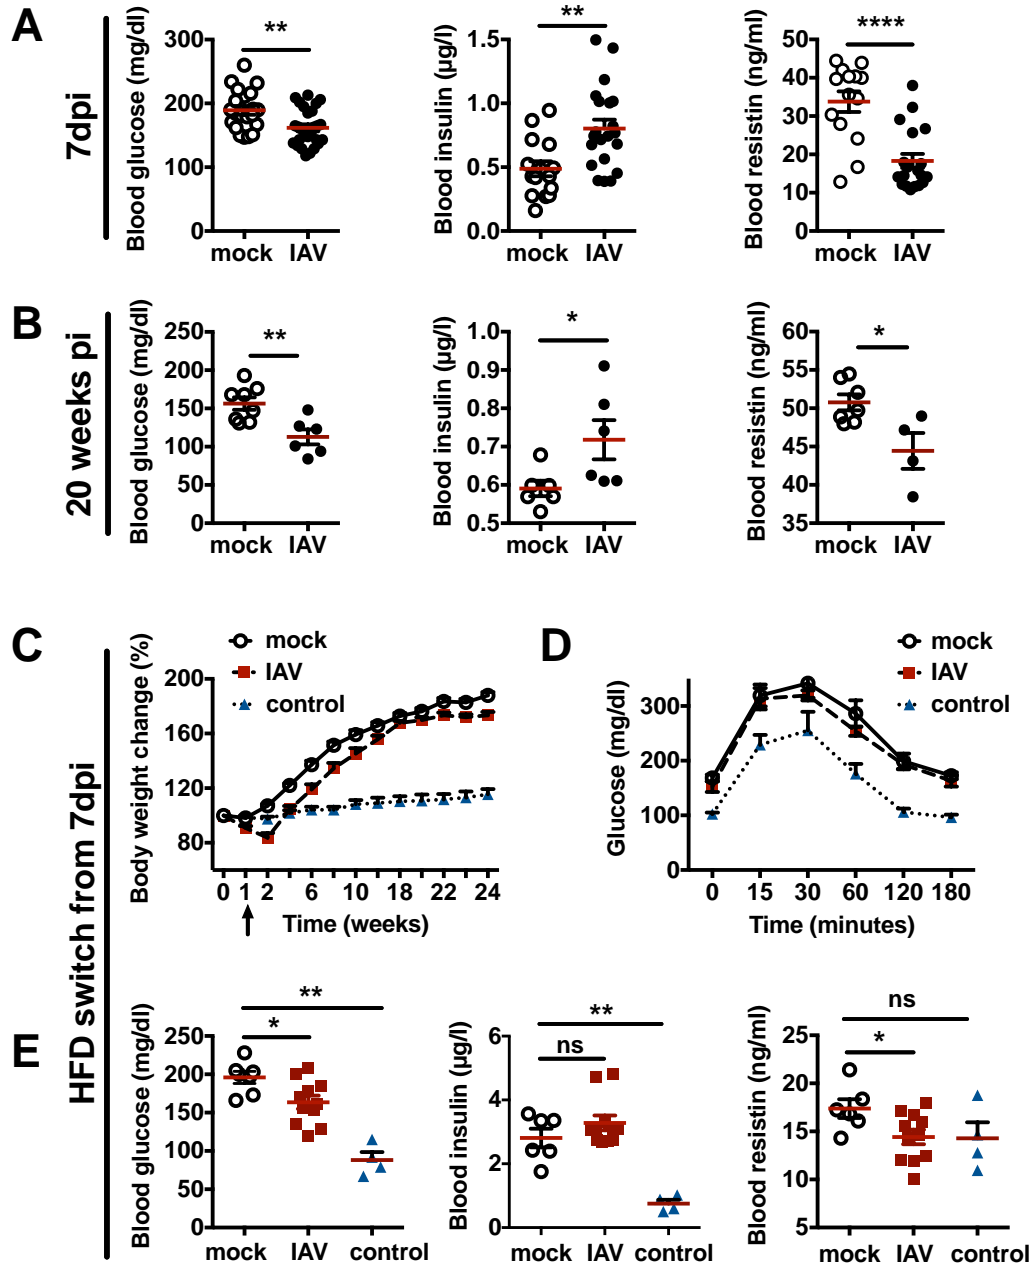 A
7dpi
Blood glucose (mg/dl)
300
200
100
0
**
mock IAV
Blood insulin (µg/l)
1.5
1.0
0.5
0.0
**
mock IAV
Blood resistin (ng/ml)
50
40
30
20
10
0
****
mock IAV
B
20 weeks pi
Blood glucose (mg/dl)
250
200
150
100
50
0
**
mock IAV
Blood insulin (µg/l)
1.0
0.9
0.8
0.7
0.6
0.5
*
mock IAV
Blood resistin (ng/ml)
60
55
50
45
40
35
*
mock IAV
HFD switch from 7dpi
C
mock
IAV
control
Body weight change (%)
200
160
120
80
0 1 2 6 10 18 22 24
Time (weeks)
D
mock
IAV
control
Glucose (mg/dl)
300
200
100
0
0 15 30 60 120 180
Time (minutes)
E
Blood glucose (mg/dl)
250
200
150
100
50
0
**
*
mock IAV control
Blood insulin (µg/l)
6
4
2
0
**
ns
mock IAV control
Blood resistin (ng/ml)
25
20
15
10
5
ns
*
mock IAV control